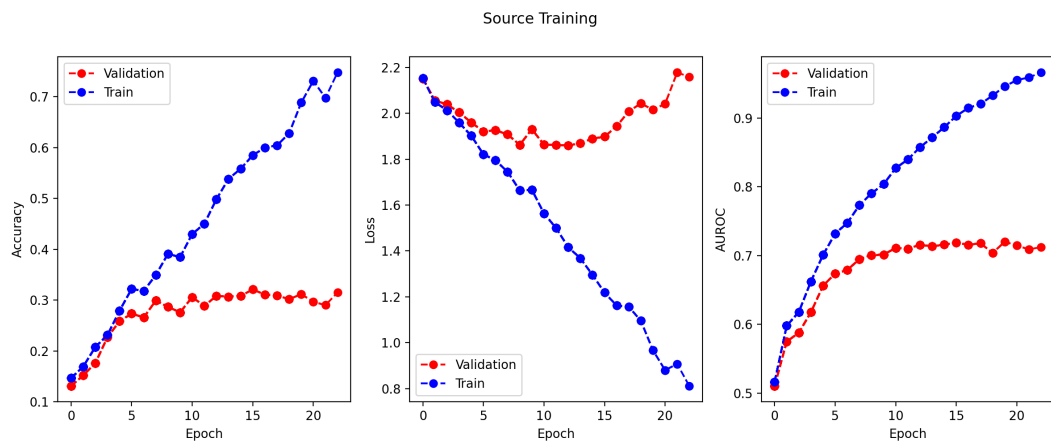 Source Training
Accuracy
0.7
0.6
0.5
0.4
0.3
0.2
0.1
Validation
Train
0 5 10 15 20
Epoch
Loss
2.2
2.0
1.8
1.6
1.4
1.2
1.0
0.8
Validation
Train
0 5 10 15 20
Epoch
AUROC
0.9
0.8
0.7
0.6
0.5
Validation
Train
0 5 10 15 20
Epoch